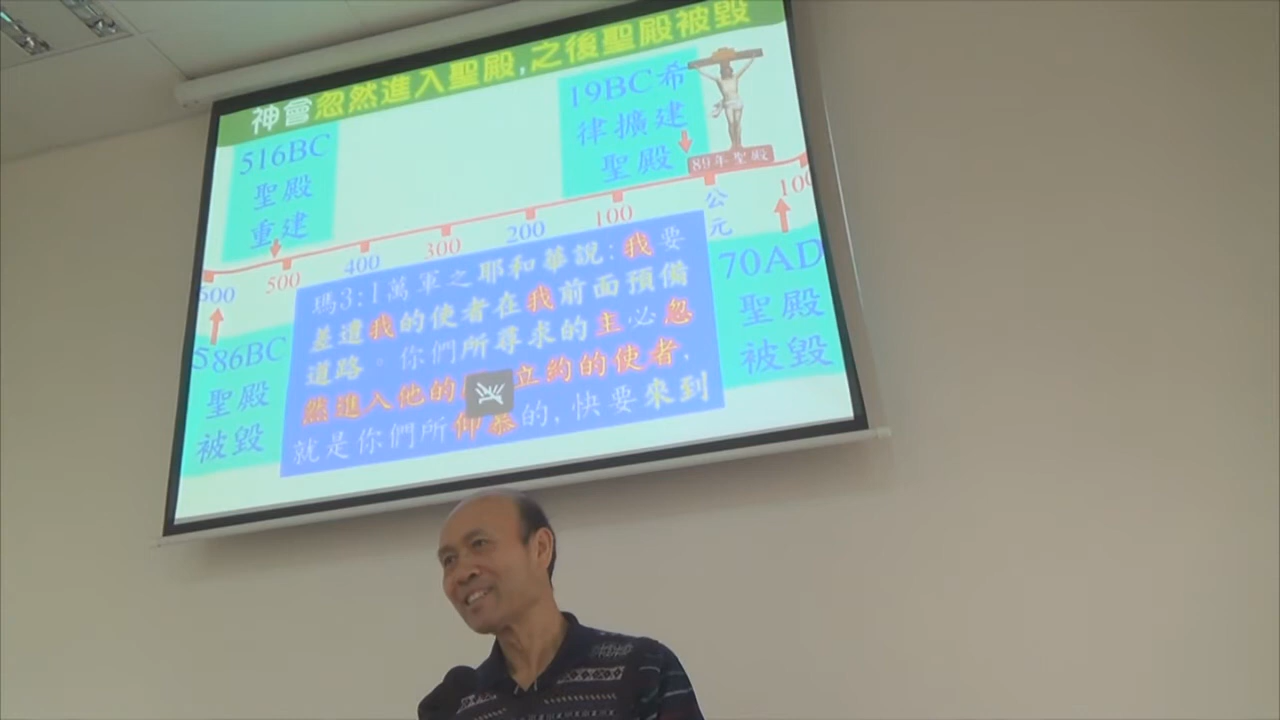 神會忽然進入聖殿,之後聖殿被毀
516BC
聖殿
重建
19BC希
律擴建
聖殿
89年聖殿
500
400
300
200
100
公
元
100
586BC
聖殿
被毀
瑪3:1萬軍之耶和華說:我要
差遣我的使者在我前面預備
道路。你們所尋求的主必忽
然進入他的 立約的使者,
就是你們所仰慕的,快要來到
70AD
聖殿
被毀